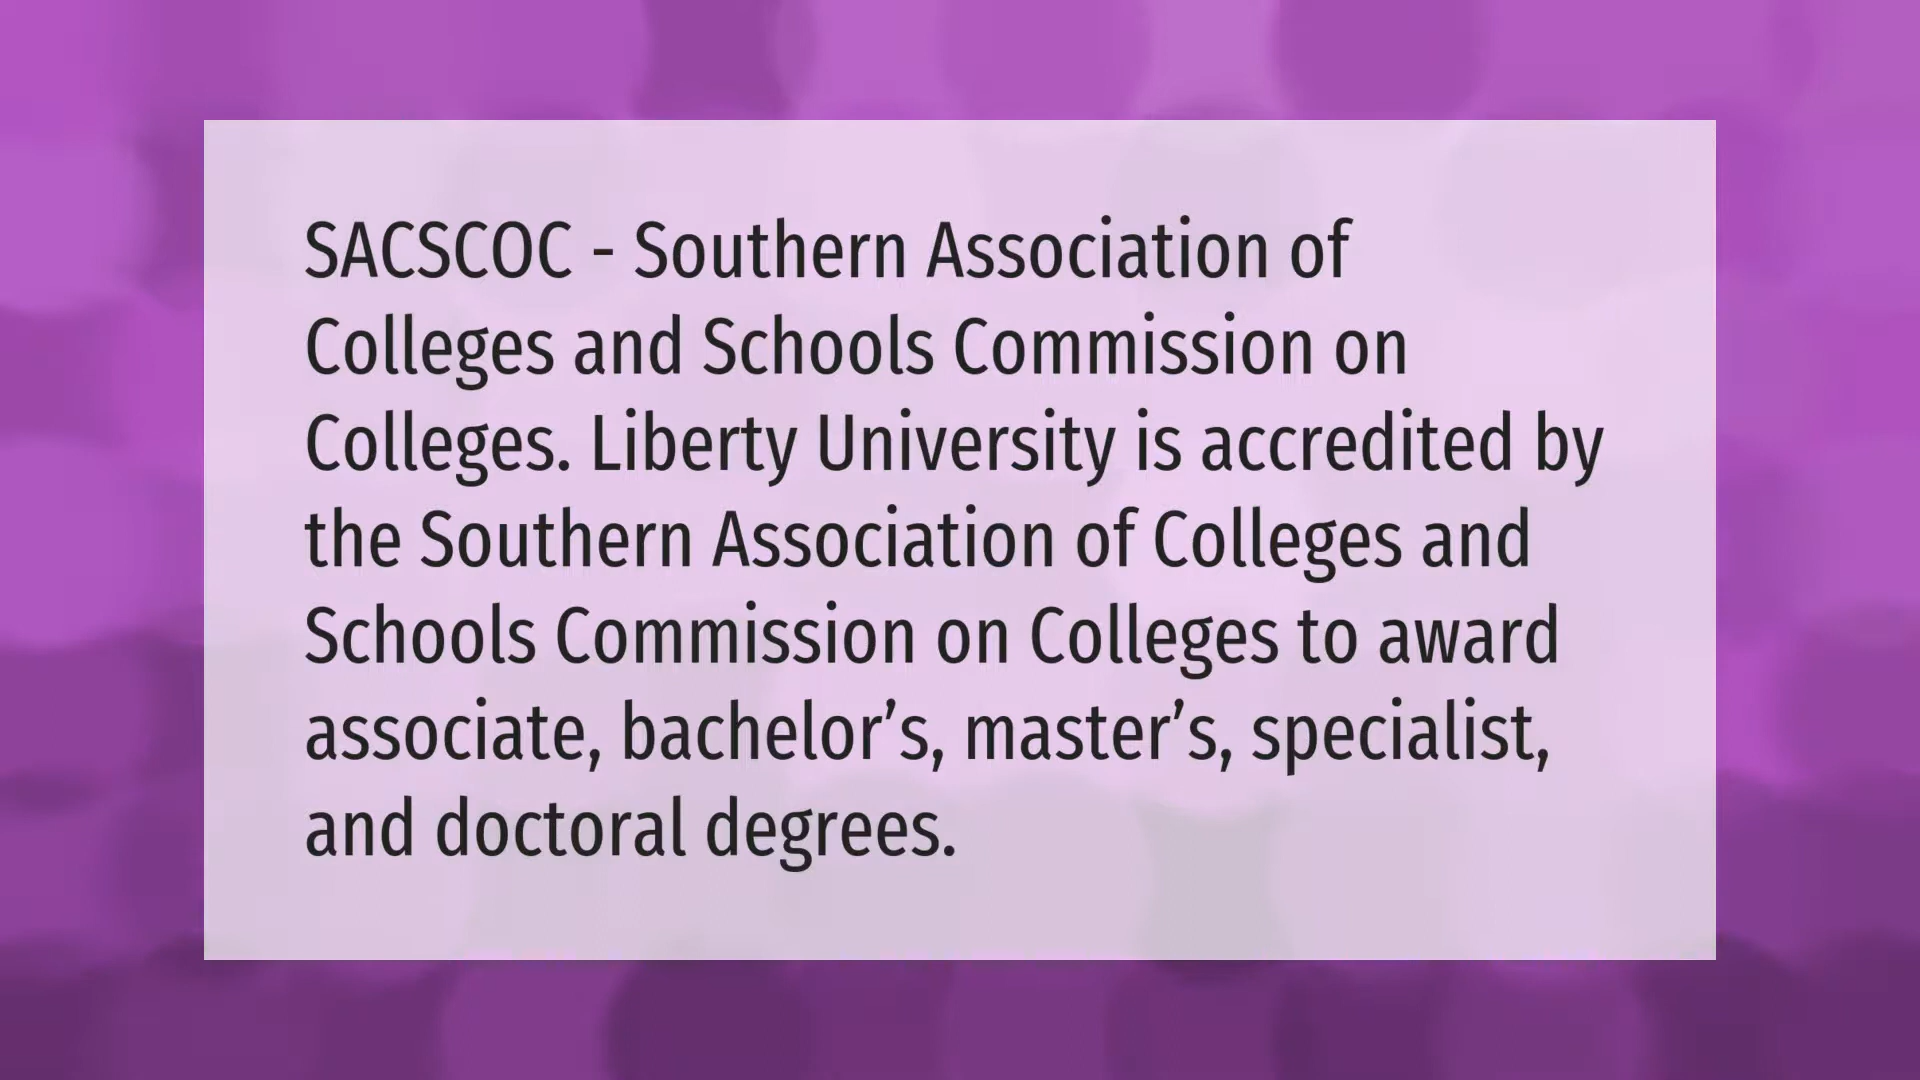 SACSCOC - Southern Association of
Colleges and Schools Commission on
Colleges. Liberty University is accredited by
the Southern Association of Colleges and
Schools Commission on Colleges to award
associate, bachelor’s, master’s, specialist,
and doctoral degrees.